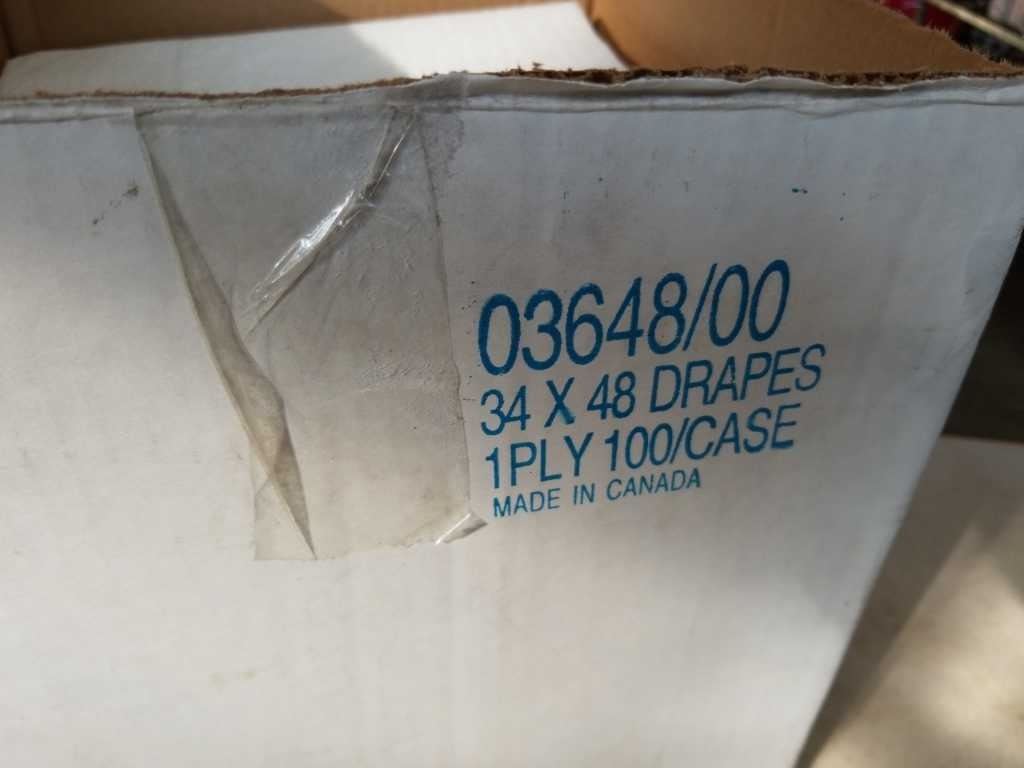 03648/00
34 X 48 DRAPES
1PLY 100/CASE
MADE IN CANADA